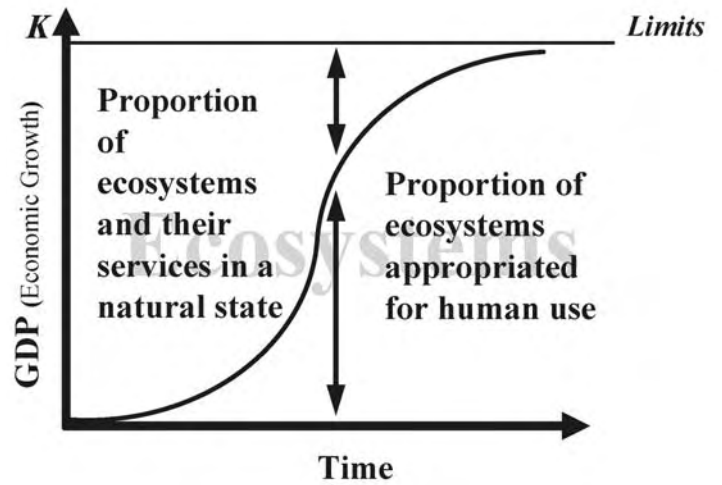 K
Limits
Proportion
of
ecosystems
and their
services in a
natural state
Proportion of
ecosystems
appropriated
for human use
Ecosystems
GDP (Economic Growth)
Time